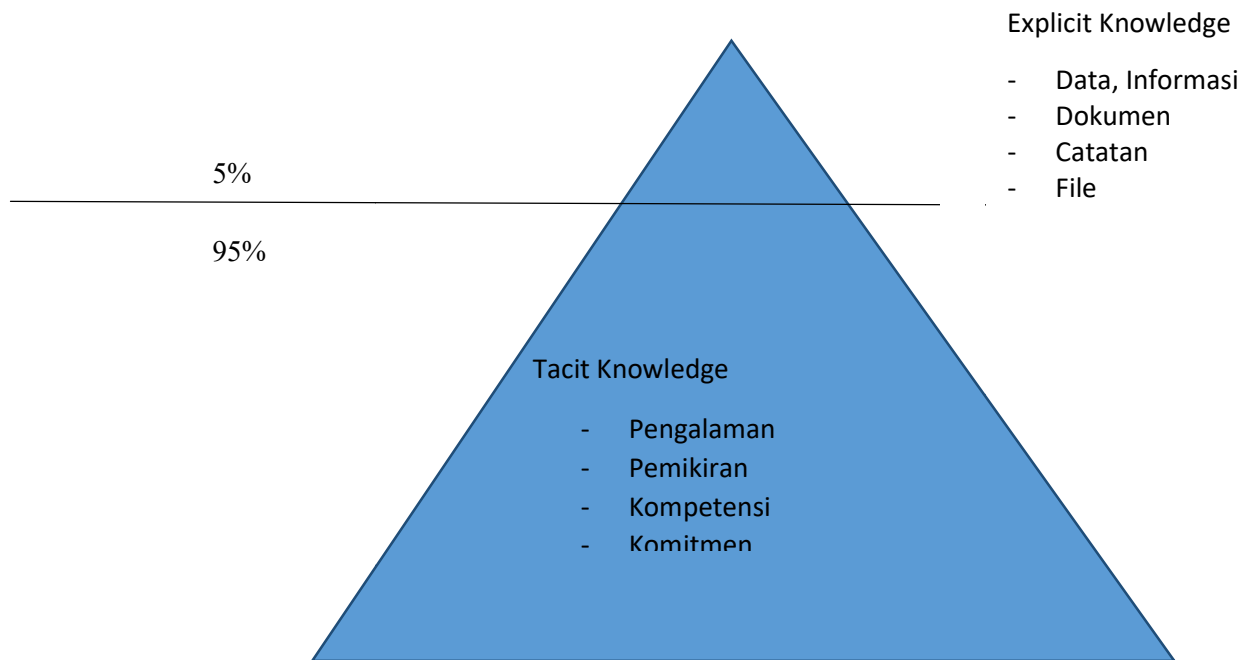 Explicit Knowledge
- Data, Informasi
- Dokumen
- Catatan
- File
5%
95%
Tacit Knowledge
- Pengalaman
- Pemikiran
- Kompetensi
- Komitmen